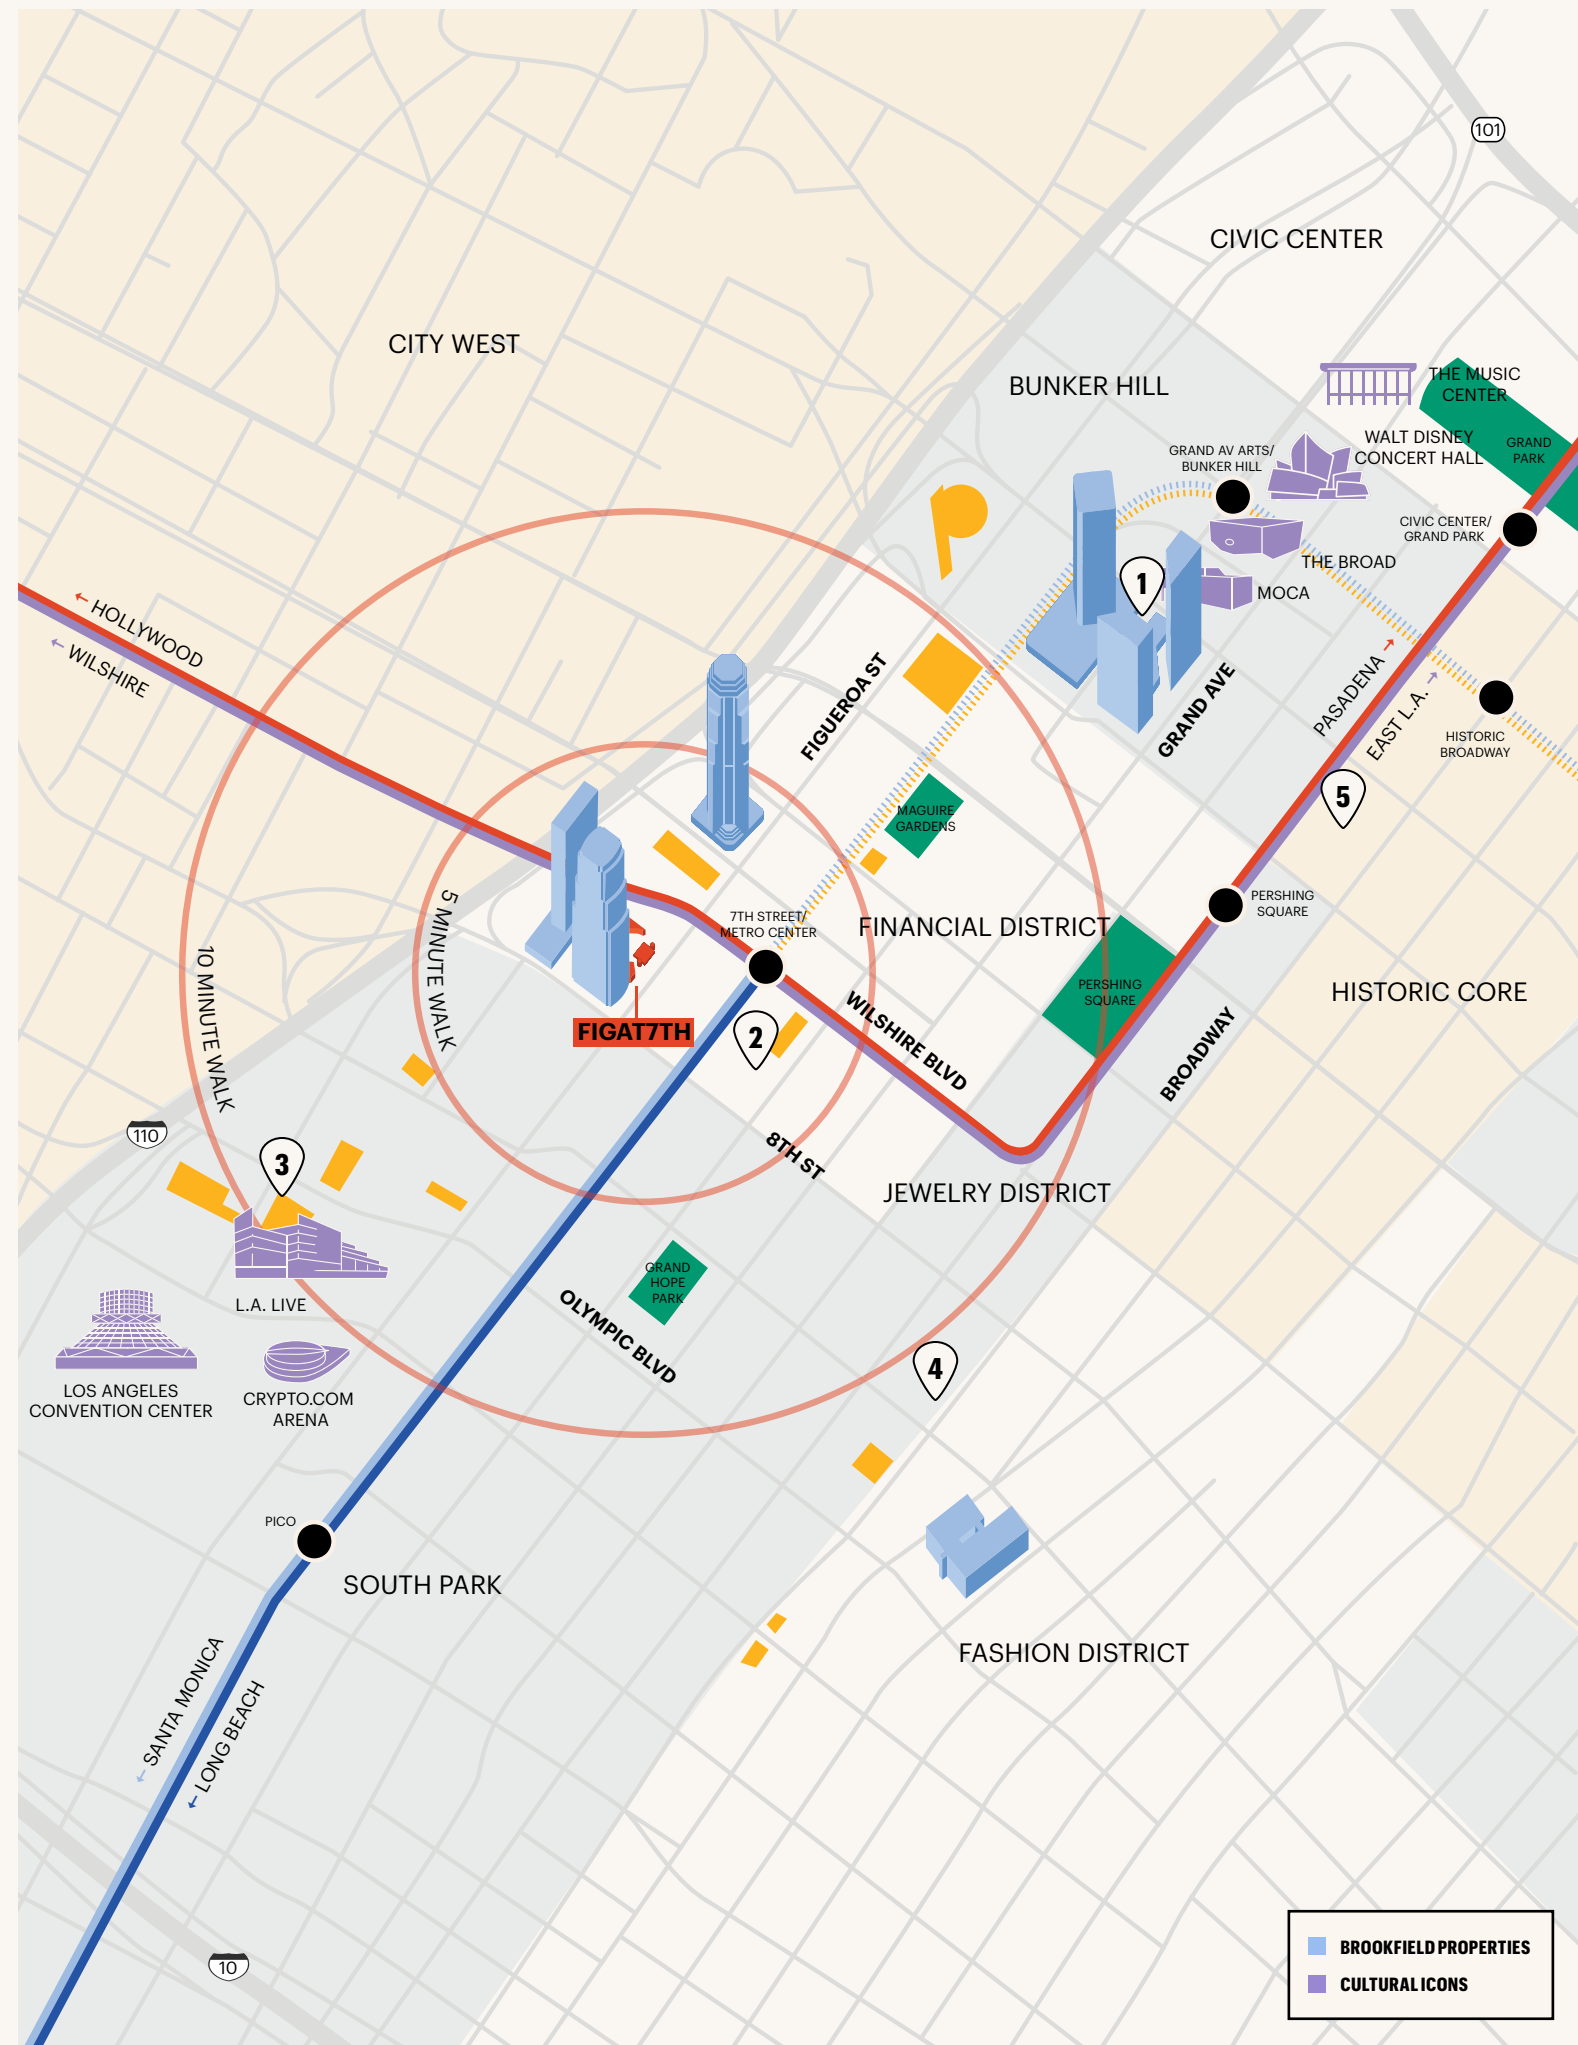 101
CIVIC CENTER
CITY WEST
BUNKER HILL
THE MUSIC
CENTER
WALT DISNEY
CONCERT HALL
GRAND
PARK
GRAND AV ARTS/
BUNKER HILL
CIVIC CENTER/
GRAND PARK
THE BROAD
MOCA
1
← HOLLYWOOD
← WILSHIRE
FIGUEROA ST
GRAND AVE
PASADENA →
EAST L.A. →
HISTORIC
BROADWAY
5
MAGUIRE
GARDENS
PERSHING
SQUARE
7TH STREET/
METRO CENTER
FINANCIAL DISTRICT
5 MINUTE WALK
10 MINUTE WALK
PERSHING
SQUARE
HISTORIC CORE
FIGAT7TH
2
WILSHIRE BLVD
BROADWAY
110
3
8TH ST
JEWELRY DISTRICT
GRAND
HOPE
PARK
L.A. LIVE
OLYMPIC BLVD
4
LOS ANGELES
CONVENTION CENTER
CRYPTO.COM
ARENA
PICO
SOUTH PARK
FASHION DISTRICT
← SANTA MONICA
← LONG BEACH
10
BROOKFIELD PROPERTIES
CULTURAL ICONS